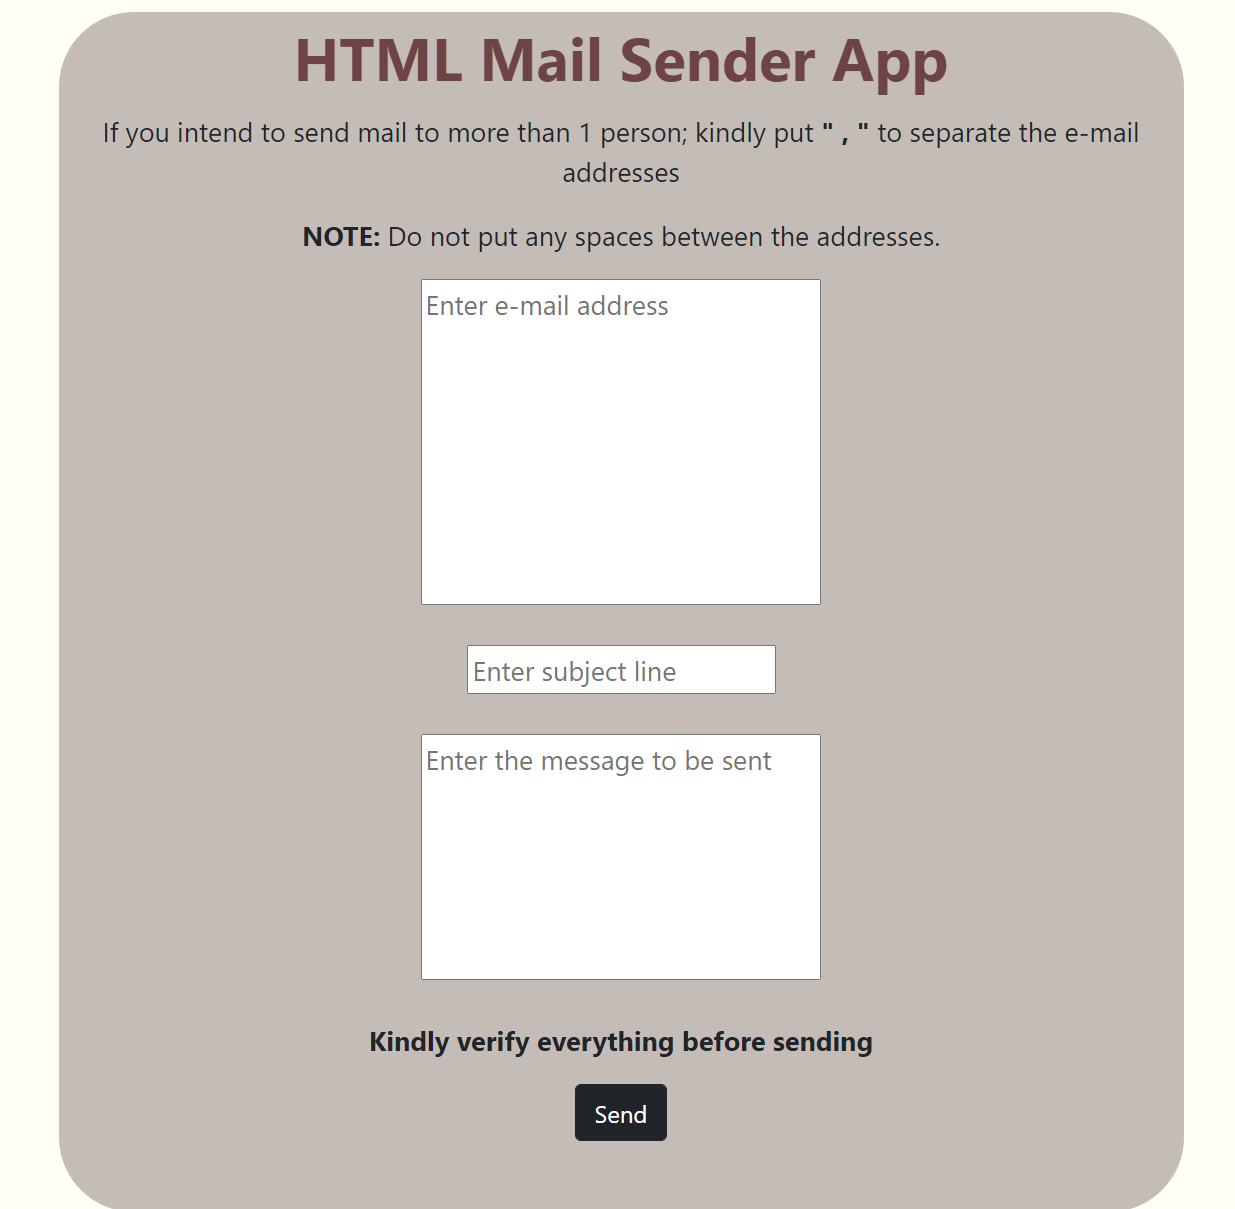 HTML Mail Sender App
If you intend to send mail to more than 1 person; kindly put " , " to separate the e-mail
addresses
NOTE: Do not put any spaces between the addresses.
Enter e-mail address
Enter subject line
Enter the message to be sent
Kindly verify everything before sending
Send